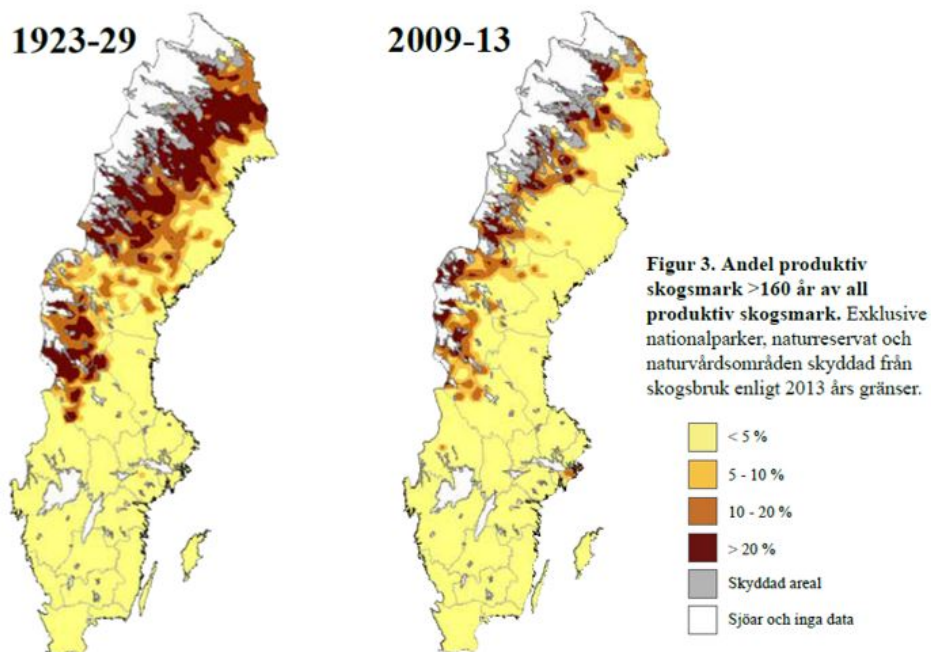 1923-29
2009-13
Figur 3. Andel produktiv
skogsmark >160 år av all
produktiv skogsmark. Exklusive
nationalparker, naturreservat och
naturvårdsområden skyddad från
skogsbruk enligt 2013 års gränser.
< 5 %
5 - 10 %
10 - 20 %
> 20 %
Skyddad areal
Sjöar och inga data